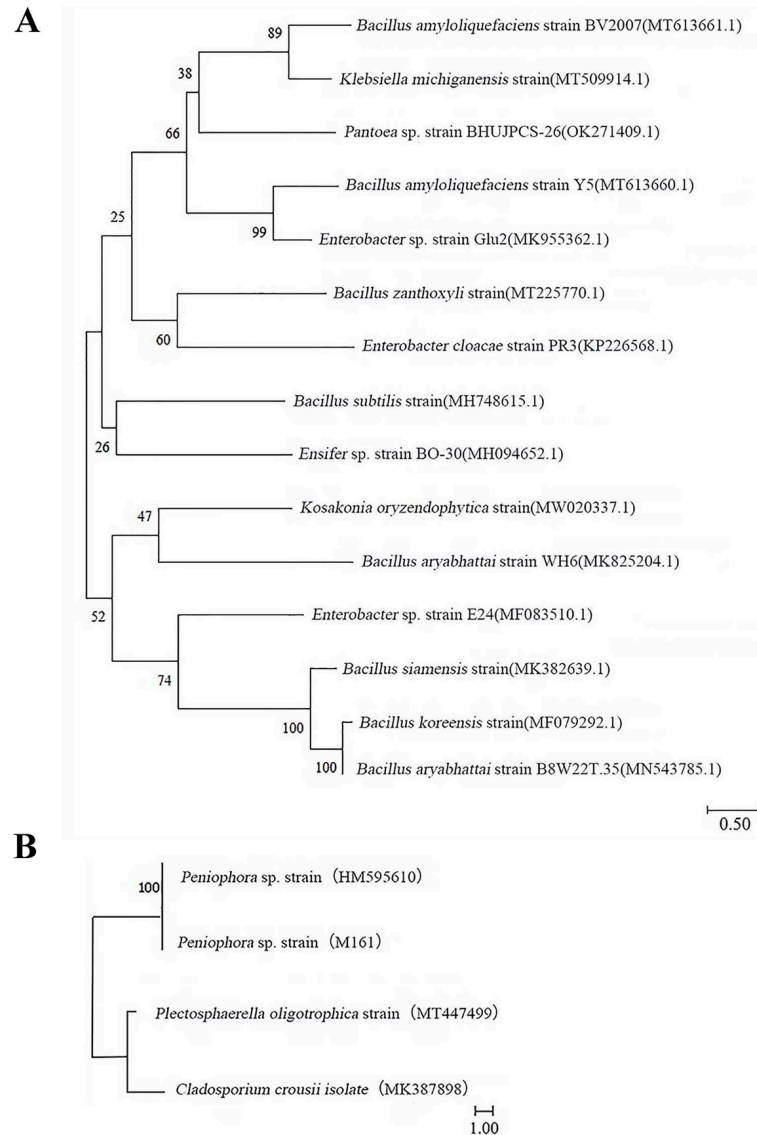 A
Bacillus amyloliquefaciens strain BV2007(MT613661.1)
89
Klebsiella michiganensis strain(MT509914.1)
38
Pantoea sp. strain BHUJPCS-26(OK271409.1)
66
Bacillus amyloliquefaciens strain Y5(MT613660.1)
25
99
Enterobacter sp. strain Glu2(MK955362.1)
Bacillus zanthoxyli strain(MT225770.1)
60
Enterobacter cloacae strain PR3(KP226568.1)
Bacillus subtilis strain(MH748615.1)
26
Ensifer sp. strain BO-30(MH094652.1)
Kosakonia oryzendophytica strain(MW020337.1)
47
Bacillus aryabhattai strain WH6(MK825204.1)
52
Enterobacter sp. strain E24(MF083510.1)
74
Bacillus siamensis strain(MK382639.1)
100
Bacillus koreensis strain(MF079292.1)
100
Bacillus aryabhattai strain B8W22T.35(MN543785.1)
0.50
B
100
Peniophora sp. strain（HM595610）
Peniophora sp. strain（M161）
Plectosphaerella oligotrophica strain（MT447499）
Cladosporium crousii isolate（MK387898）
1.00